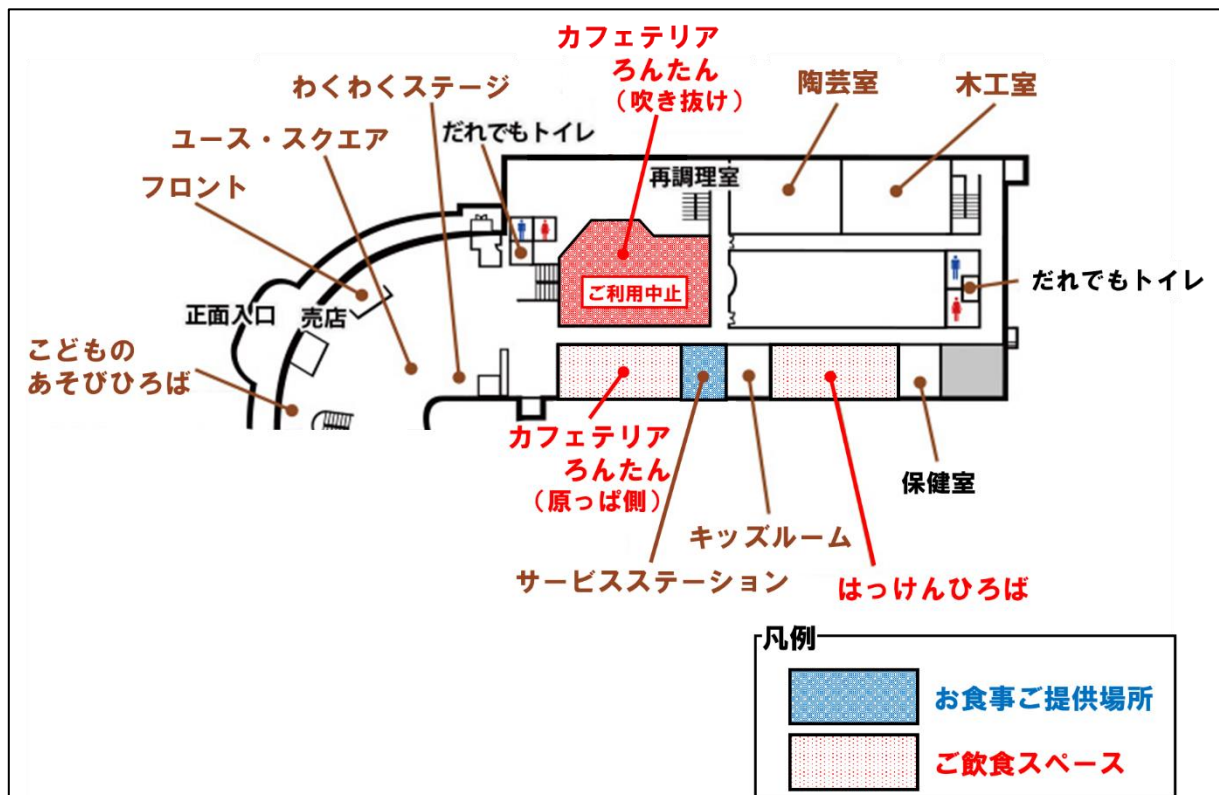 カフェテリア
ろんたん
（吹き抜け）
わくわくステージ
ユース・スクエア
フロント
だれでもトイレ
陶芸室
木工室
再調理室
ご利用中止
正面入口
売店
こどもの
あそびひろば
だれでもトイレ
カフェテリア
ろんたん
（原っぱ側）
サービスステーション
キッズルーム
はっけんひろば
保健室
凡例
お食事ご提供場所
ご飲食スペース